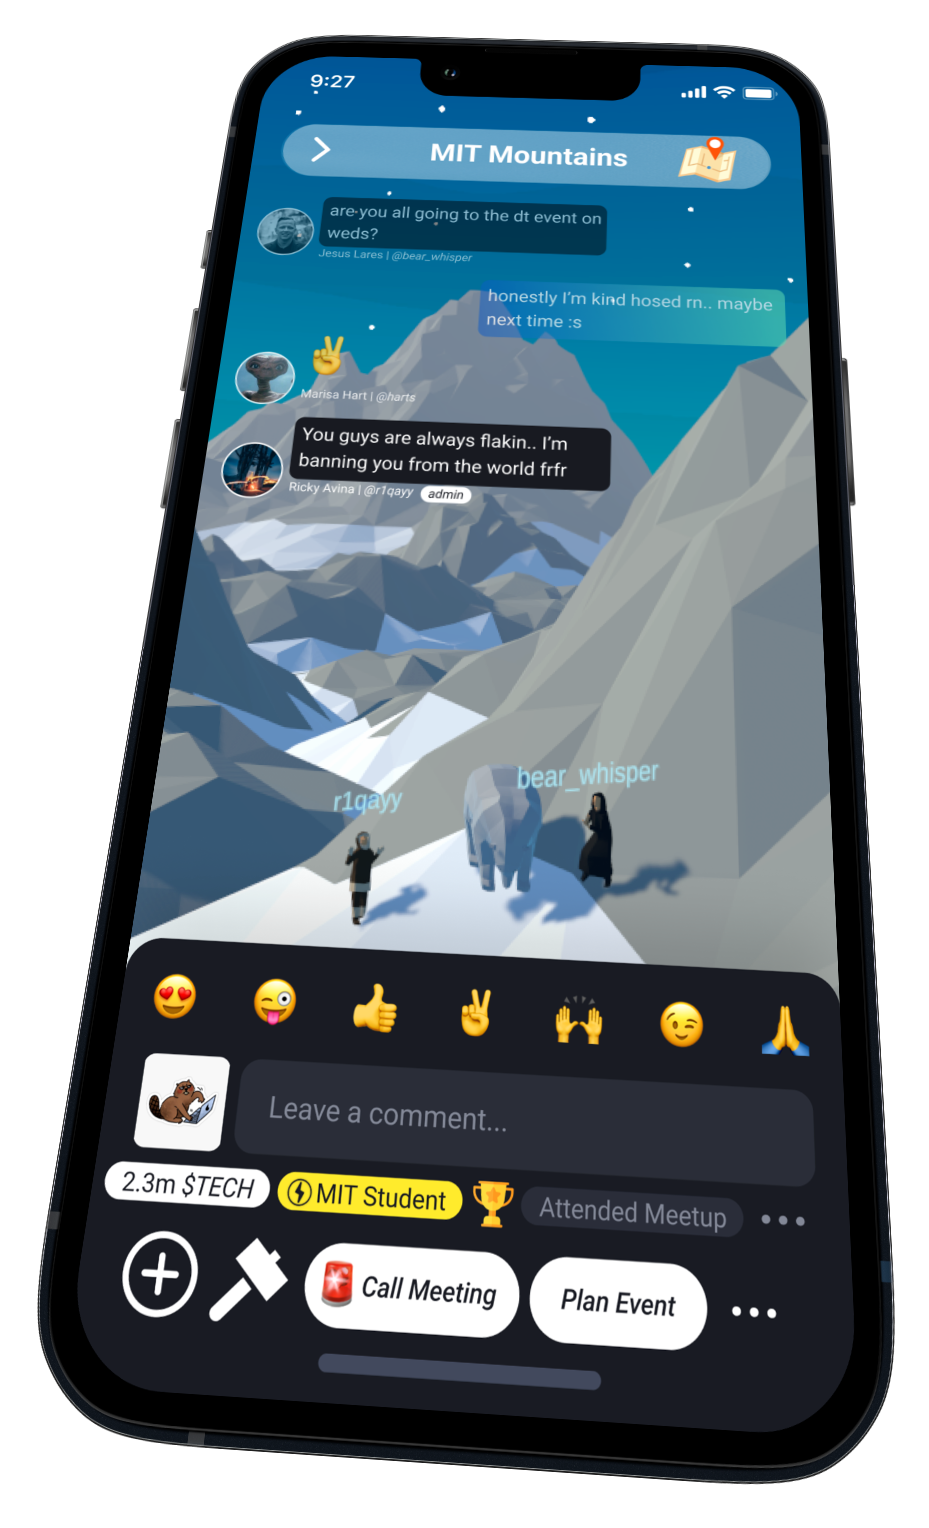 9:27
MIT Mountains
are you all going to the dt event on
weds?
Jesus Lares | @bear_whisper
honestly I'm kind hosed rn.. maybe
next time :s
Marisa Hart | @harts
You guys are always flakin.. I'm
banning you from the world frfr
Ricky Avina | @r1qayy admin
bear_whisper
r1qayy
Leave a comment...
2.3m $TECH MIT Student Attended Meetup
Call Meeting Plan Event